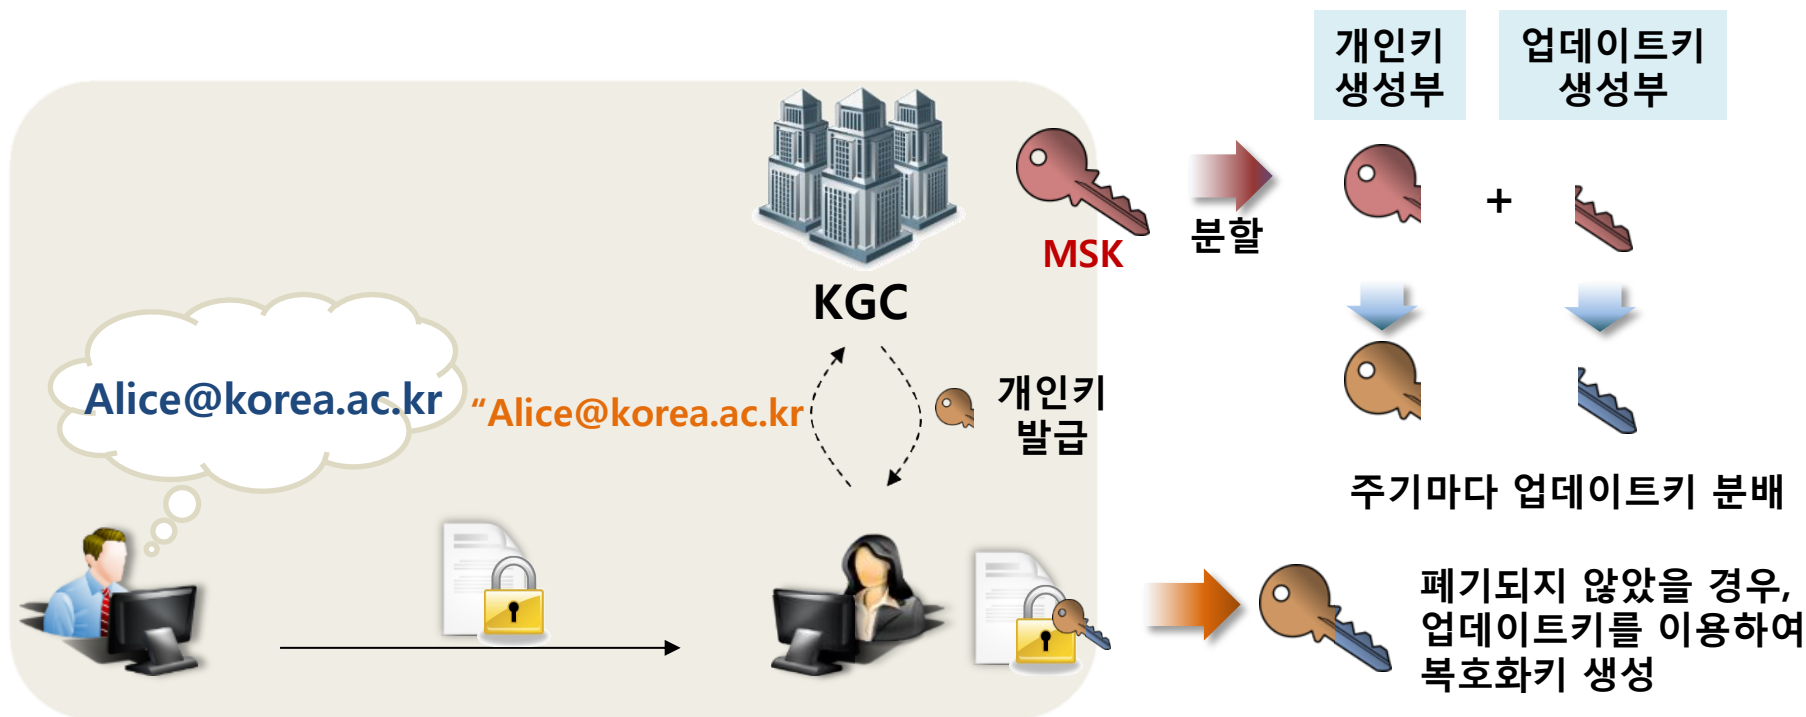 개인키
생성부
업데이트키
생성부
+
MSK
분할
KGC
Alice@korea.ac.kr
“Alice@korea.ac.kr
개인키
발급
주기마다 업데이트키 분배
폐기되지 않았을 경우,
업데이트키를 이용하여
복호화키 생성